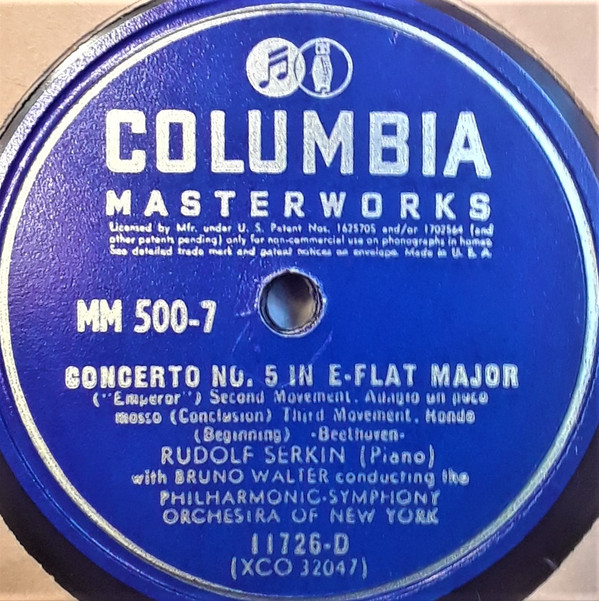 COLUMBIA
MASTERWORKS
Licensed by Mfr. under U. S. Patent Nos. 1625705 and/or 1702564 (and
other patents pending) only for non-commercial use on phonographs in homes
See detailed trade mark and patent notices on envelope. Made in U. S. A.
MM 500-7
CONCERTO NO. 5 IN E-FLAT MAJOR
("Emperor") Second Movement. Adagio un poco
mosso (Conclusion) Third Movement. Rondo
(Beginning) -Beethoven-
RUDOLF SERKIN (Piano)
with BRUNO WALTER conducting the
PHILHARMONIC-SYMPHONY
ORCHESTRA OF NEW YORK
11726-D
(XCO 32047)